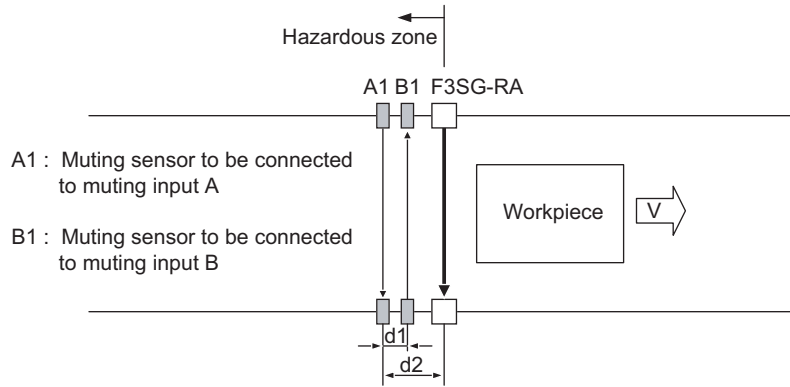 Hazardous zone
A1 B1 F3SG-RA
A1 : Muting sensor to be connected
to muting input A
B1 : Muting sensor to be connected
to muting input B
Workpiece
V
d1
d2